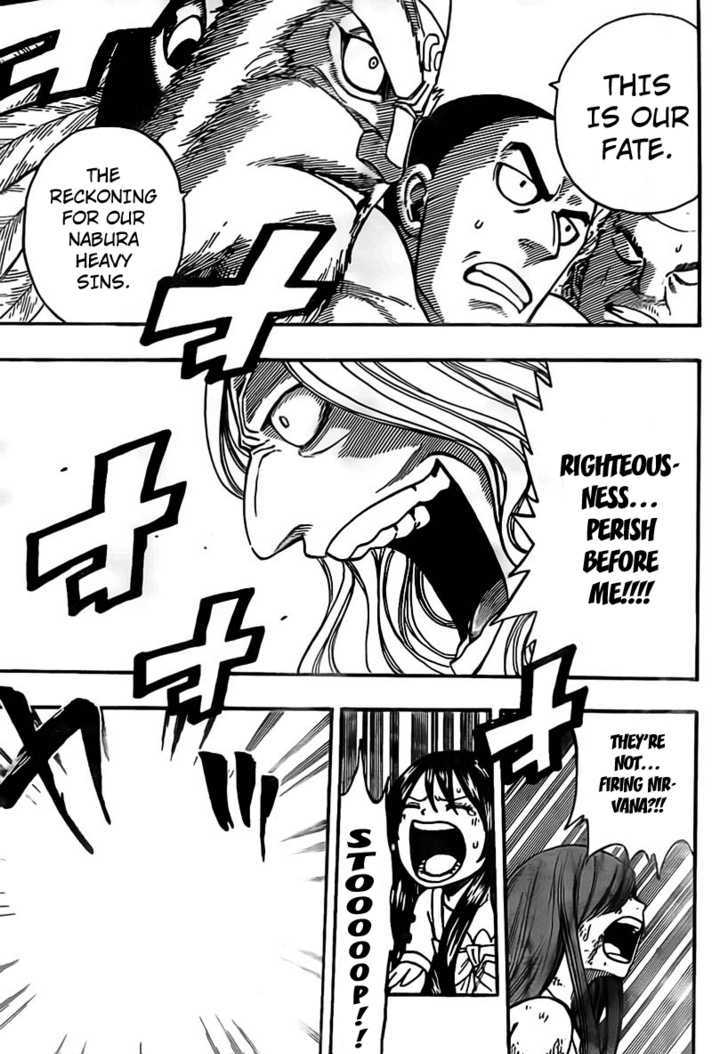 THIS
IS OUR
FATE.
THE
RECKONING
FOR OUR
NABURA
HEAVY
SINS.
RIGHTEOUS-
NESS...
PERISH
BEFORE
ME!!!!
THEY'RE
NOT...
FIRING NIR-
VANA?!!
STOOOOOP!!